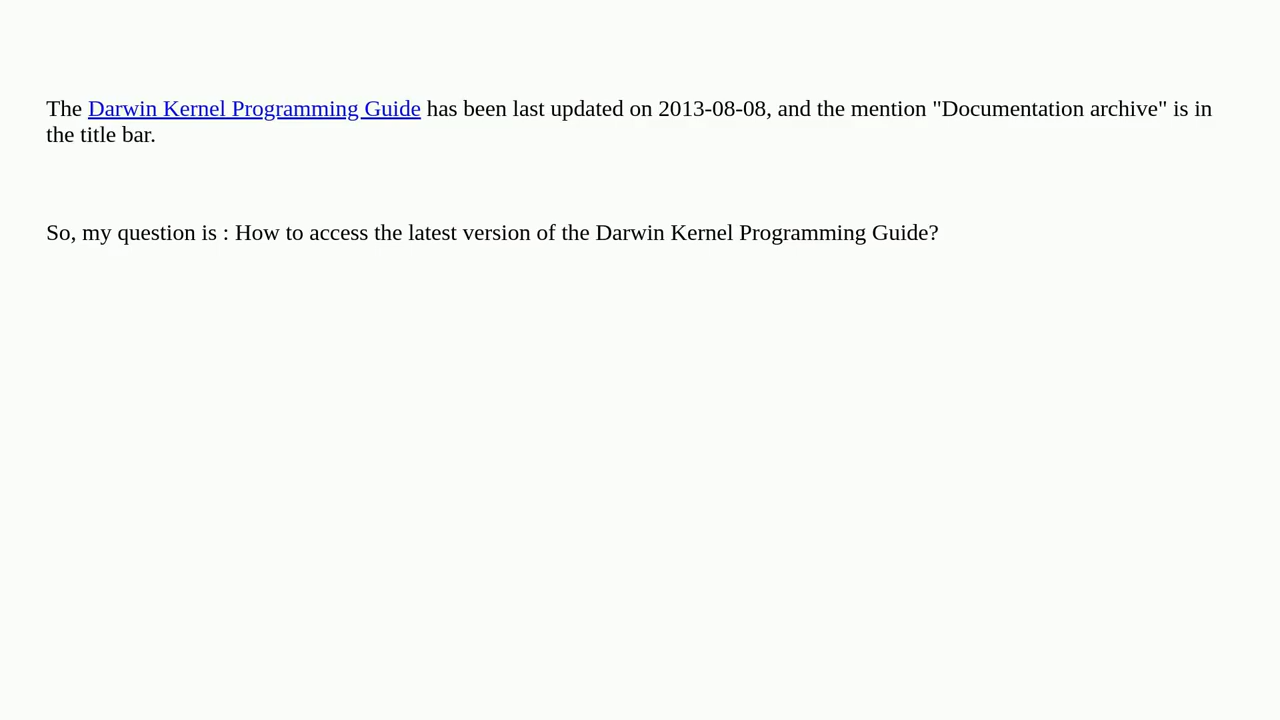 The Darwin Kernel Programming Guide has been last updated on 2013-08-08, and the mention "Documentation archive" is in
the title bar.
So, my question is : How to access the latest version of the Darwin Kernel Programming Guide?